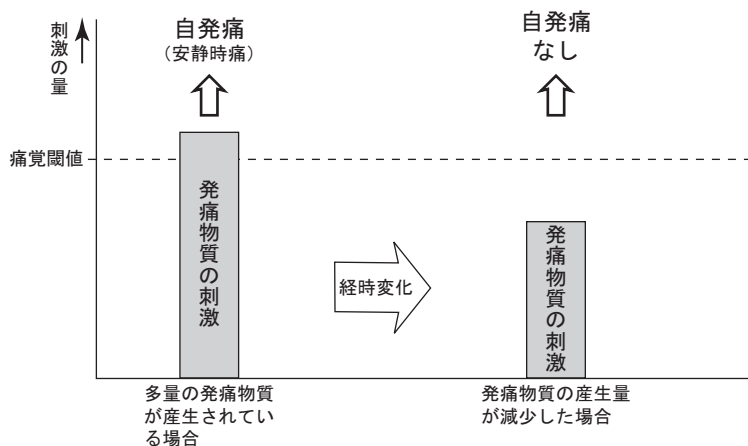 刺激の量
自発痛
（安静時痛）
自発痛
なし
痛覚閾値
発痛物質の刺激
発痛物質の刺激
経時変化
多量の発痛物質
が産生されてい
る場合
発痛物質の産生量
が減少した場合